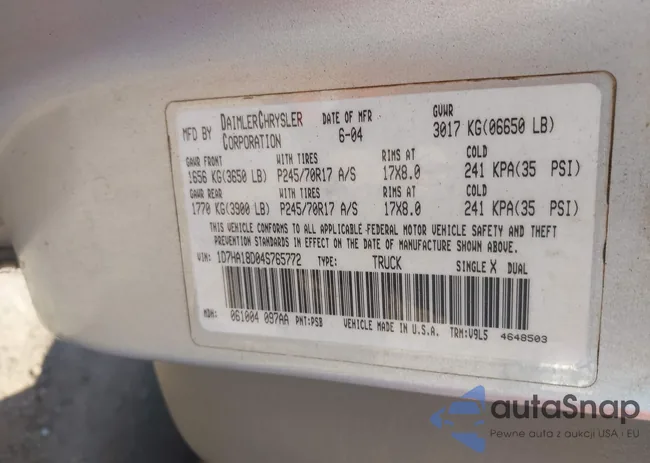 MFD BY DAIMLERCHRYSLER CORPORATION DATE OF MFR 6-04 GVWR 3017 KG(06650 LB)
GAWR FRONT WITH TIRES RIMS AT COLD
1656 KG(3650 LB) P245/70R17 A/S 17X8.0 241 KPA(35 PSI)
GAWR REAR WITH TIRES RIMS AT COLD
1770 KG(3900 LB) P245/70R17 A/S 17X8.0 241 KPA(35 PSI)
THIS VEHICLE CONFORMS TO ALL APPLICABLE FEDERAL MOTOR VEHICLE SAFETY AND THEFT
PREVENTION STANDARDS IN EFFECT ON THE DATE OF MANUFACTURE SHOWN ABOVE.
VIN: 1D7HA18D04S765772 TYPE: TRUCK SINGLE X DUAL
MDH: 061004 097AA PNT:PSB VEHICLE MADE IN U.S.A. TRM:V9L5 4648503
autaSnap
Pewne auta z aukcji USA i EU